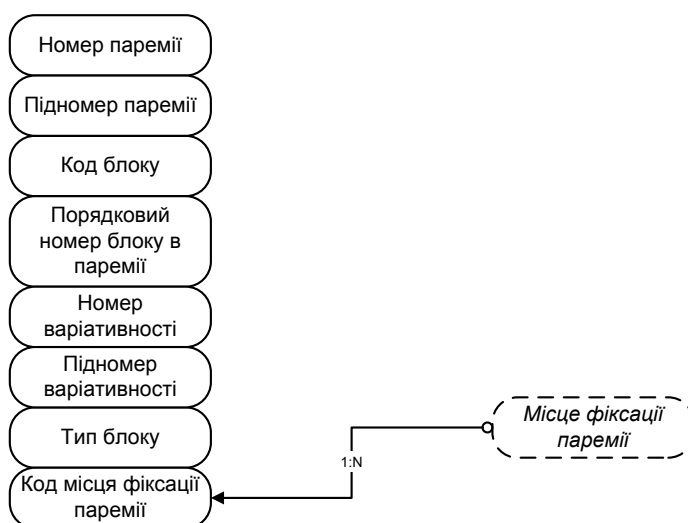 Номер паремії
Підномер паремії
Код блоку
Порядковий
номер блоку в
паремії
Номер
варіативності
Підномер
варіативності
Тип блоку
Код місця фіксації
паремії
1:N
Місце фіксації
паремії